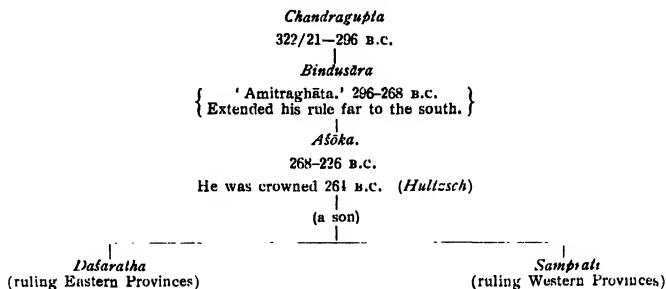 Chandragupta
322/21—296 B.C.
Bindusāra
' Amitraghāta.' 296-268 B.C.
Extended his rule far to the south.
Aśōka.
268-226 B.C.
He was crowned 264 B.C. (Hultzsch)
(a son)
Daśaratha Samprati
(ruling Eastern Provinces) (ruling Western Provinces)